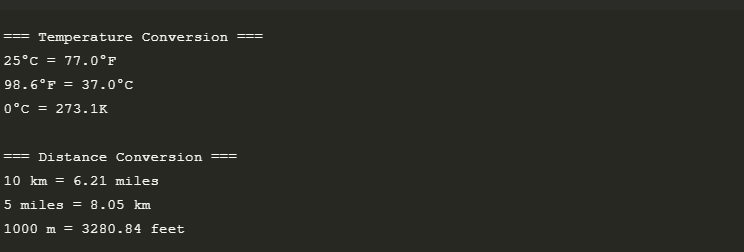 === Temperature Conversion ===
25°C = 77.0°F
98.6°F = 37.0°C
0°C = 273.1K
=== Distance Conversion ===
10 km = 6.21 miles
5 miles = 8.05 km
1000 m = 3280.84 feet